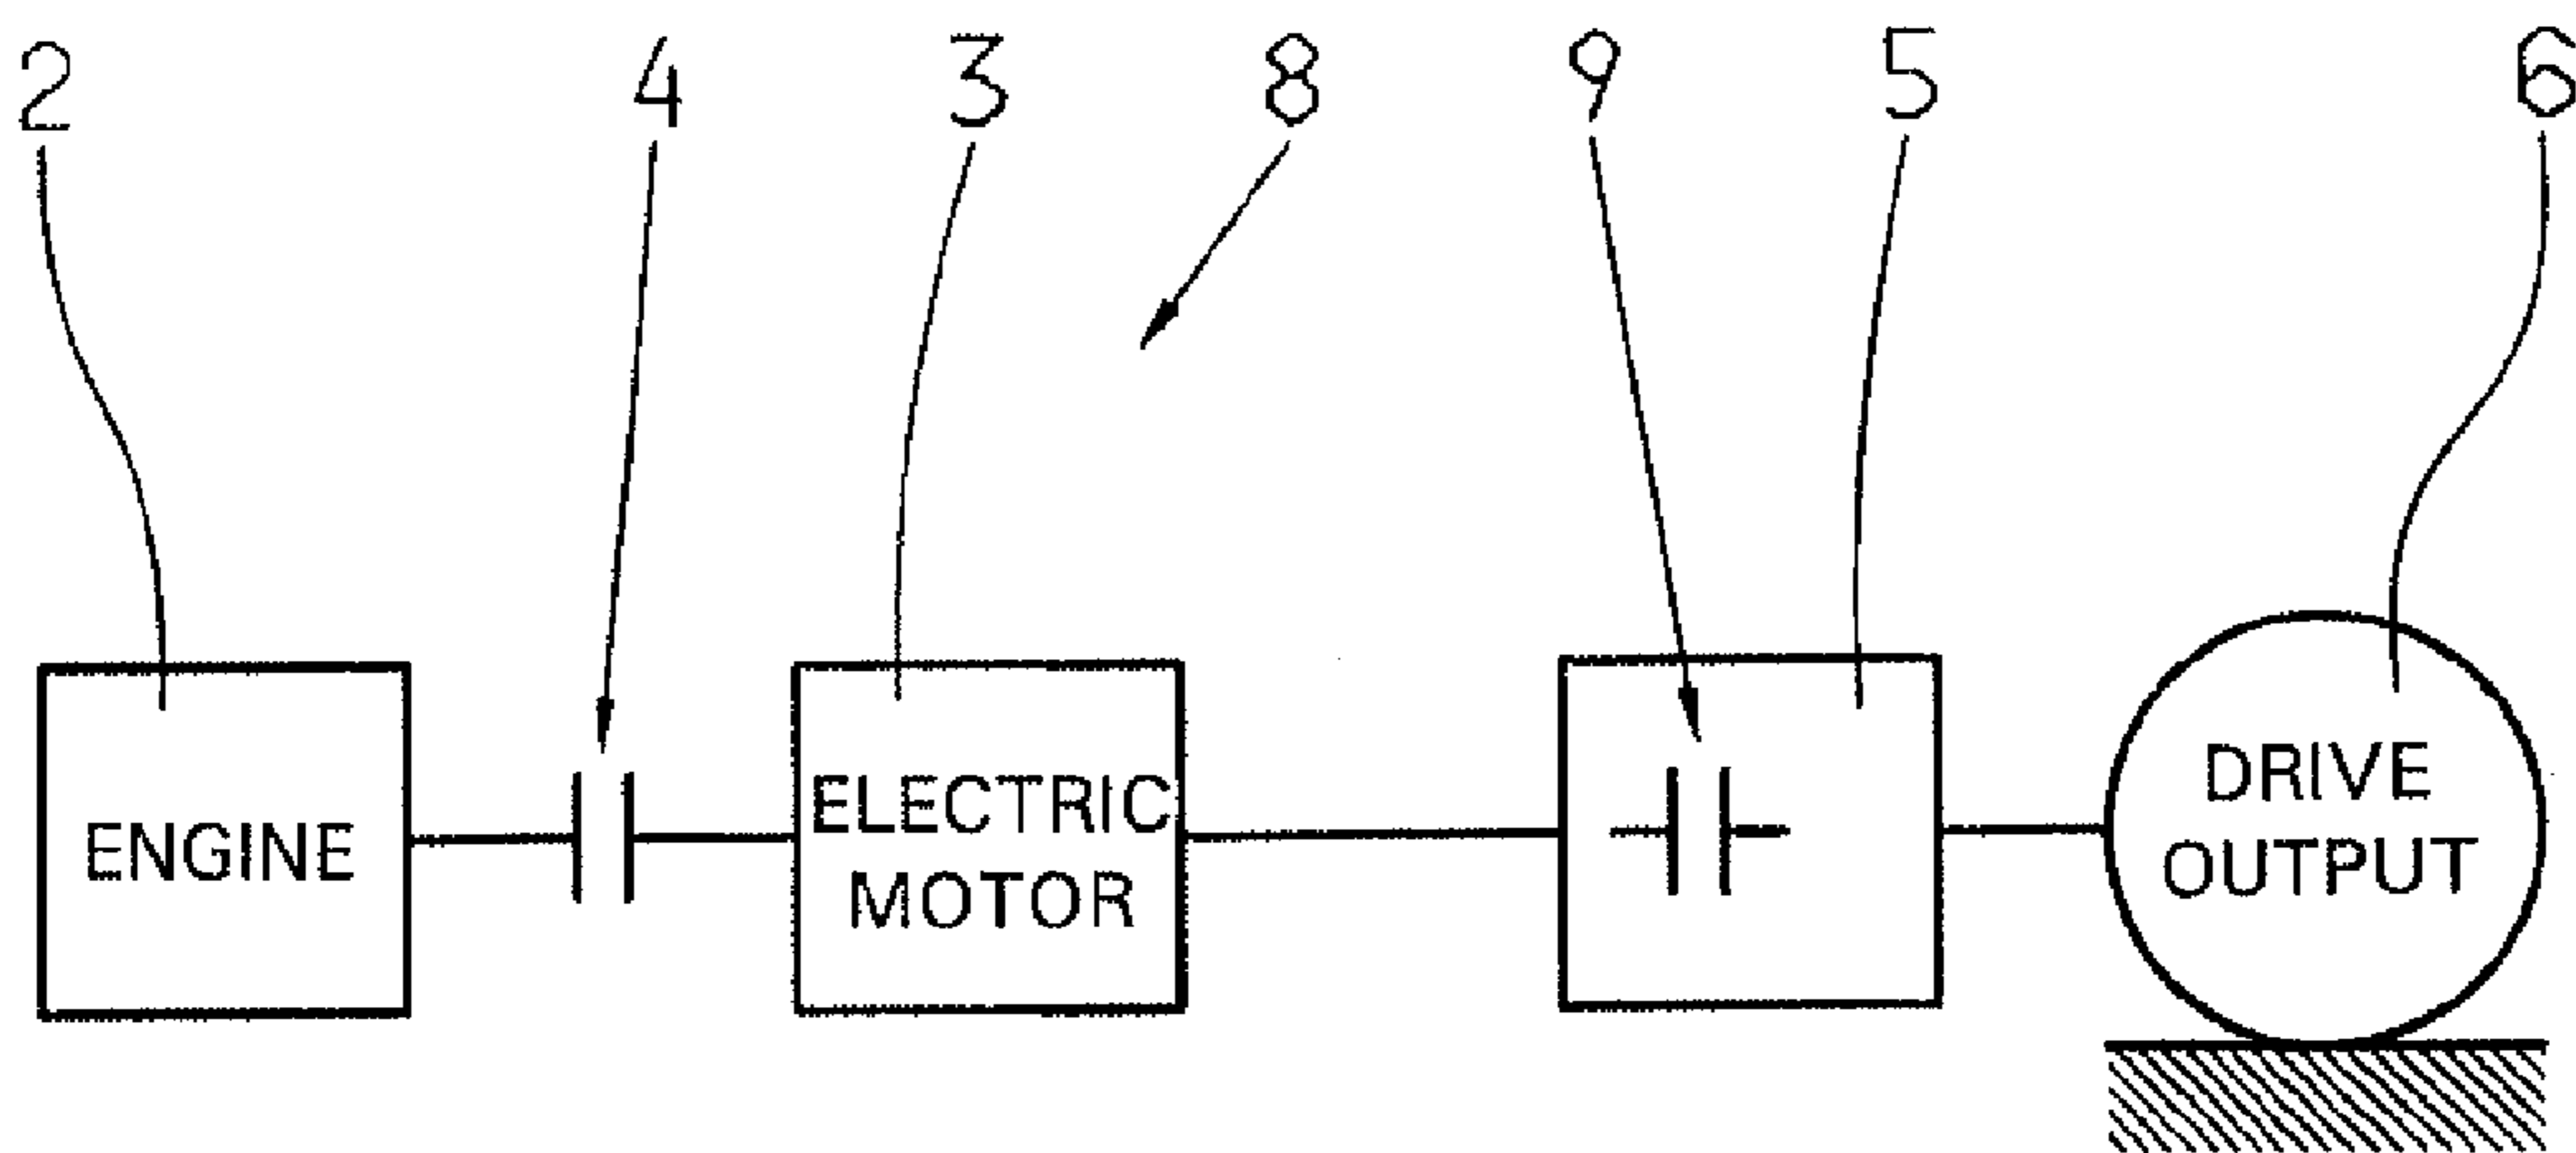 2 4 3 8 9 5 6
ENGINE
ELECTRIC
MOTOR
DRIVE
OUTPUT